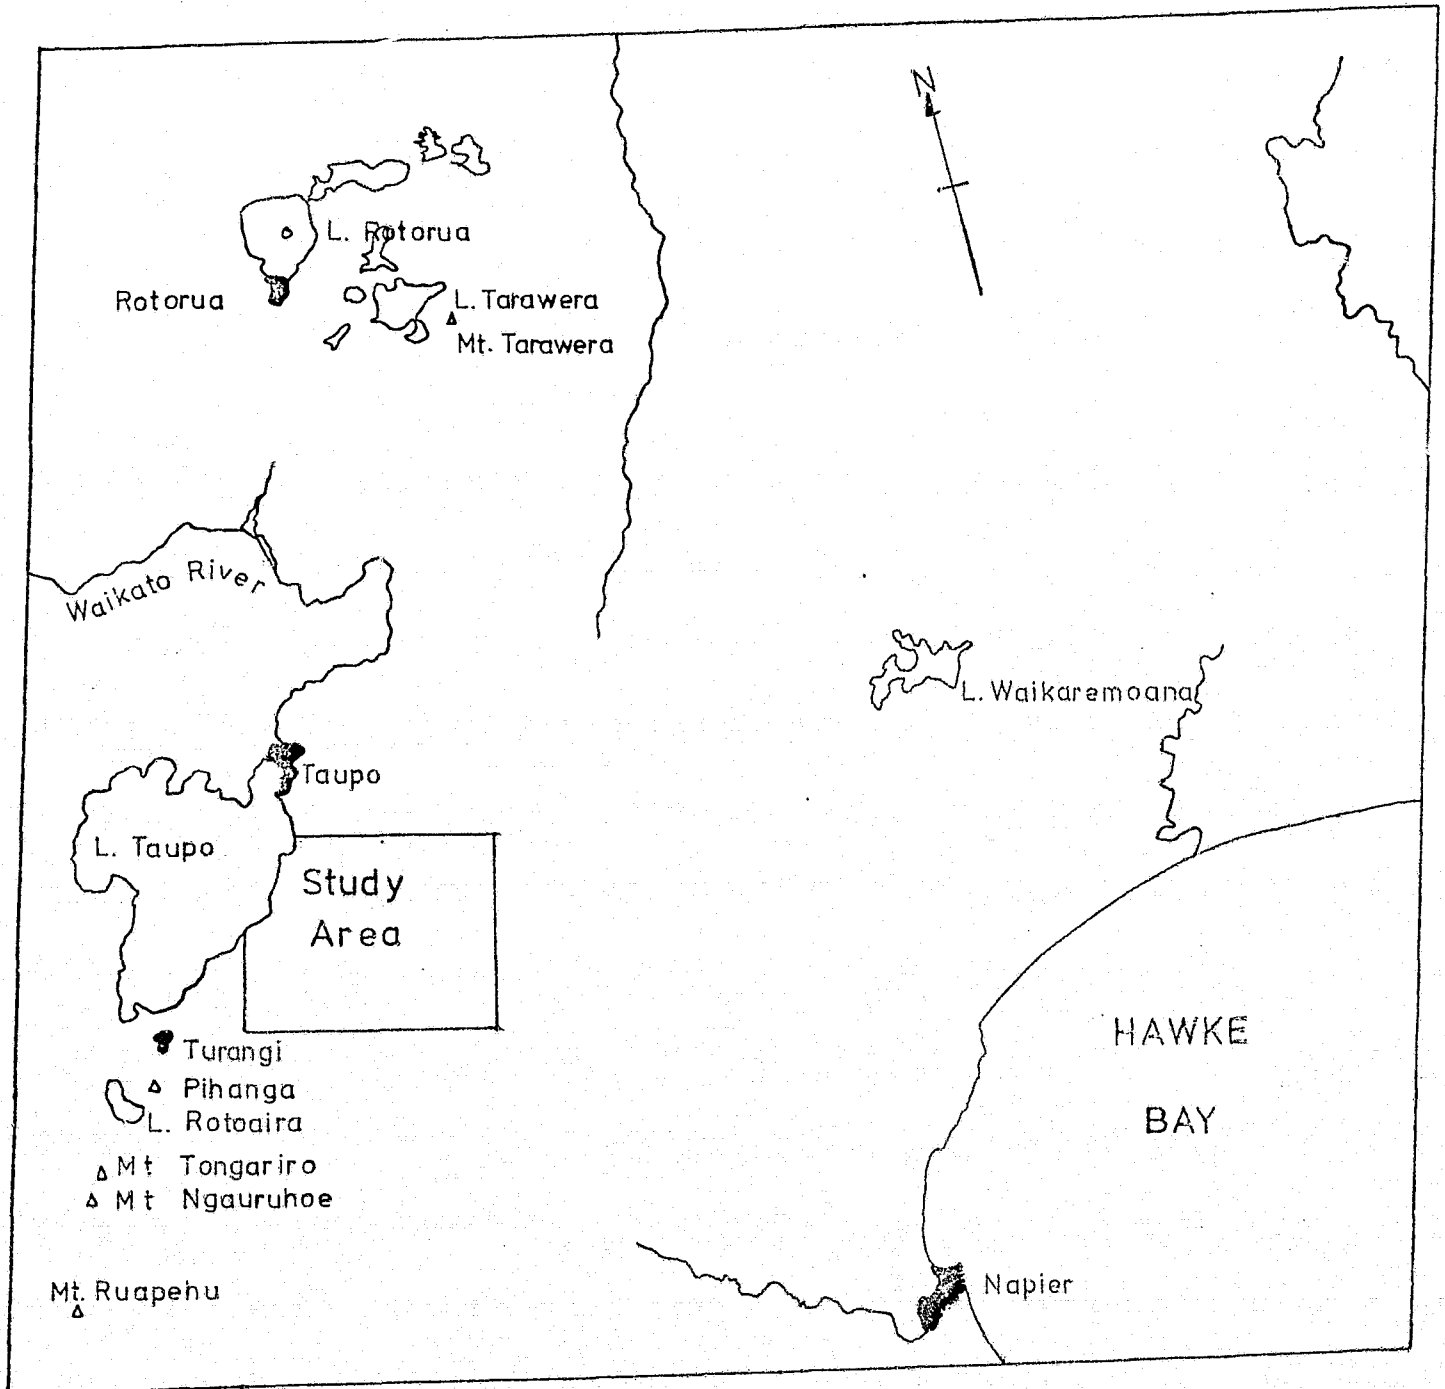 N
L. Rotorua
Rotorua
L. Tarawera
Mt. Tarawera
Waikato River
L. Waikaremoana
Taupo
L. Taupo
Study
Area
HAWKE
BAY
Turangi
Pihanga
L. Rotoaira
Mt Tongariro
Mt Ngauruhoe
Mt. Ruapehu
Napier